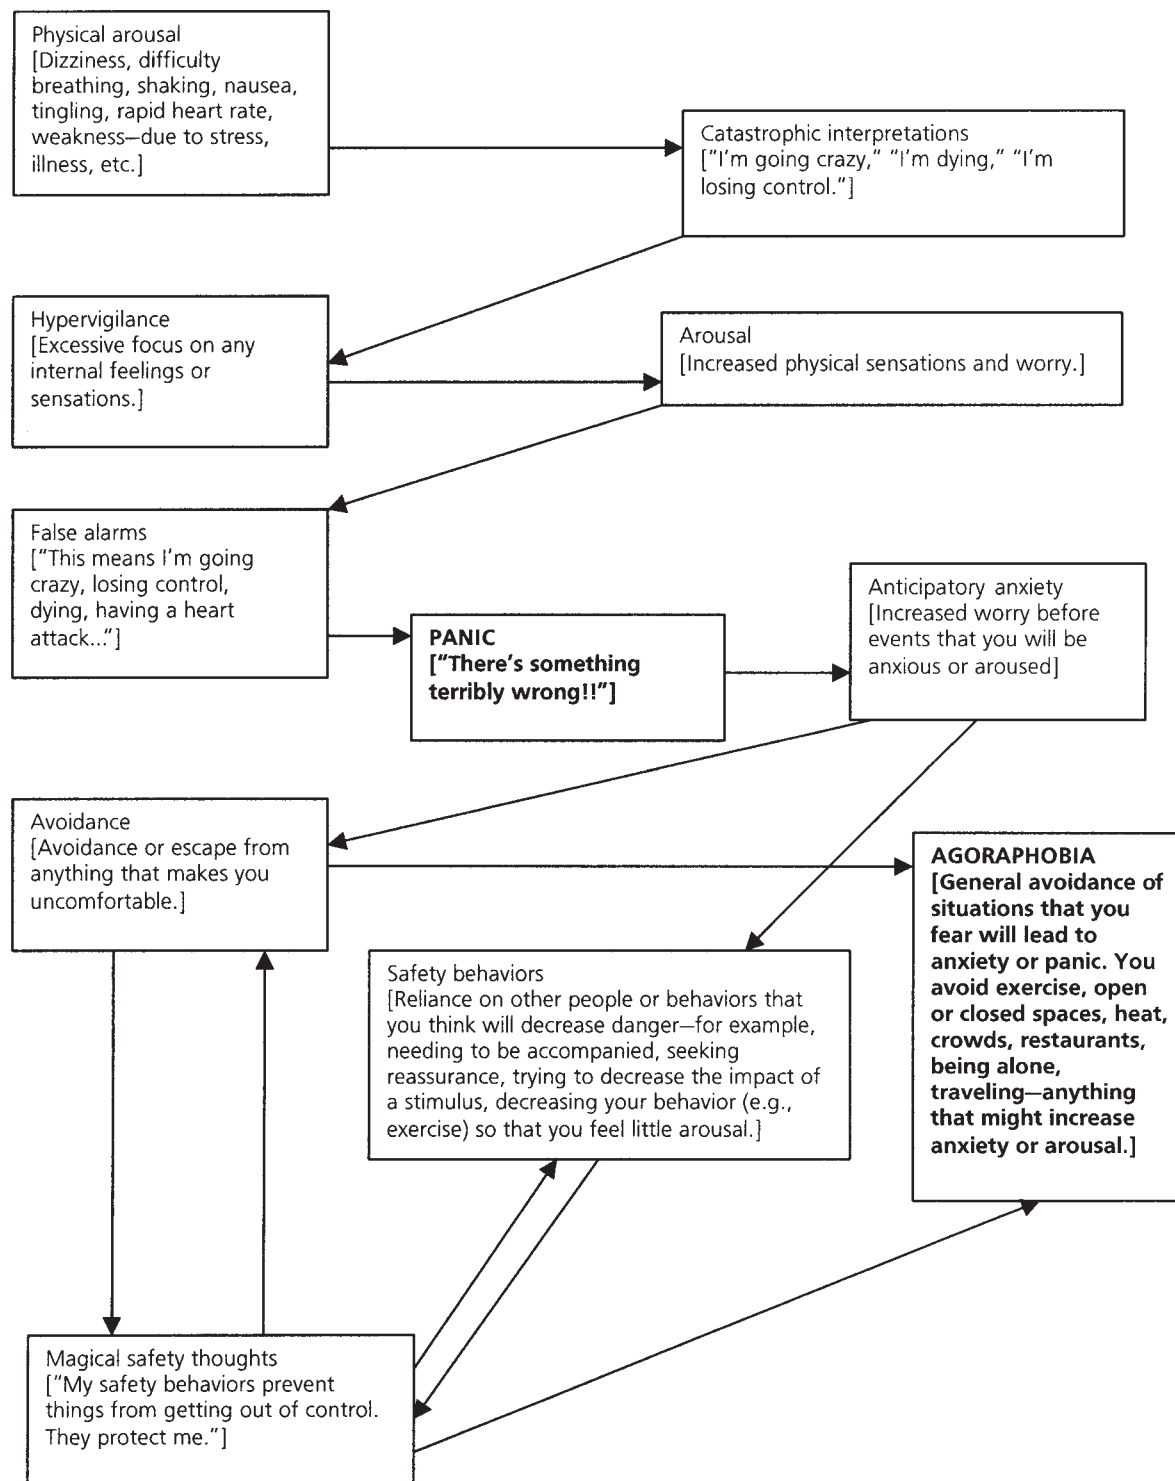 Physical arousal
[Dizziness, difficulty
breathing, shaking, nausea,
tingling, rapid heart rate,
weakness—due to stress,
illness, etc.]
Catastrophic interpretations
["I'm going crazy," "I'm dying," "I'm
losing control."]
Hypervigilance
[Excessive focus on any
internal feelings or
sensations.]
Arousal
[Increased physical sensations and worry.]
False alarms
["This means I'm going
crazy, losing control,
dying, having a heart
attack..."]
PANIC
["There's something
terribly wrong!!"]
Anticipatory anxiety
[Increased worry before
events that you will be
anxious or aroused]
Avoidance
[Avoidance or escape from
anything that makes you
uncomfortable.]
AGORAPHOBIA
[General avoidance of
situations that you
fear will lead to
anxiety or panic. You
avoid exercise, open
or closed spaces, heat,
crowds, restaurants,
being alone,
traveling—anything
that might increase
anxiety or arousal.]
Safety behaviors
[Reliance on other people or behaviors that
you think will decrease danger—for example,
needing to be accompanied, seeking
reassurance, trying to decrease the impact of
a stimulus, decreasing your behavior (e.g.,
exercise) so that you feel little arousal.]
Magical safety thoughts
["My safety behaviors prevent
things from getting out of control.
They protect me."]